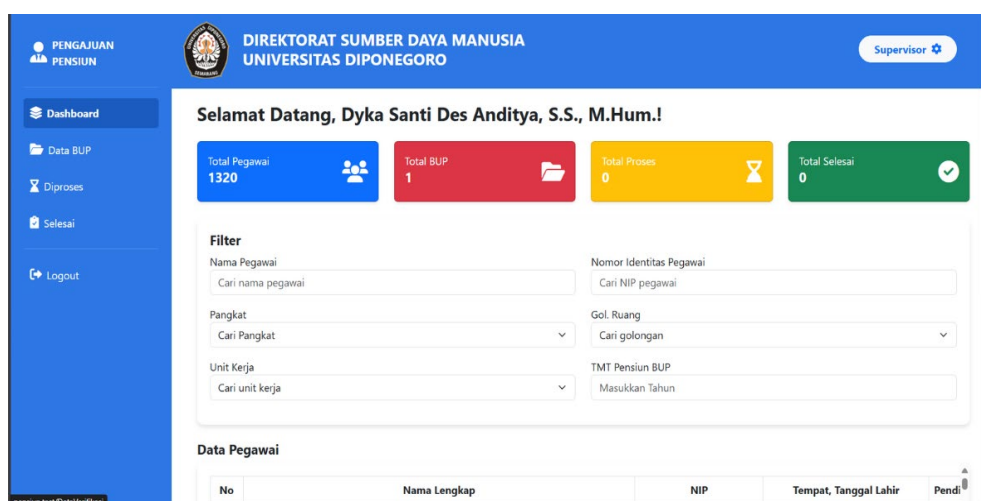 PENGAJUAN
PENSIUN
DIREKTORAT SUMBER DAYA MANUSIA
UNIVERSITAS DIPONEGORO
SEMARANG
Supervisor
Dashboard
Data BUP
Diproses
Selesai
Logout
Selamat Datang, Dyka Santi Des Anditya, S.S., M.Hum.!
Total Pegawai
1320
Total BUP
1
Total Proses
0
Total Selesai
0
Filter
Nama Pegawai
Cari nama pegawai
Nomor Identitas Pegawai
Cari NIP pegawai
Pangkat
Cari Pangkat
Gol. Ruang
Cari golongan
Unit Kerja
Cari unit kerja
TMT Pensiun BUP
Masukkan Tahun
Data Pegawai
No Nama Lengkap NIP Tempat, Tanggal Lahir Pendi